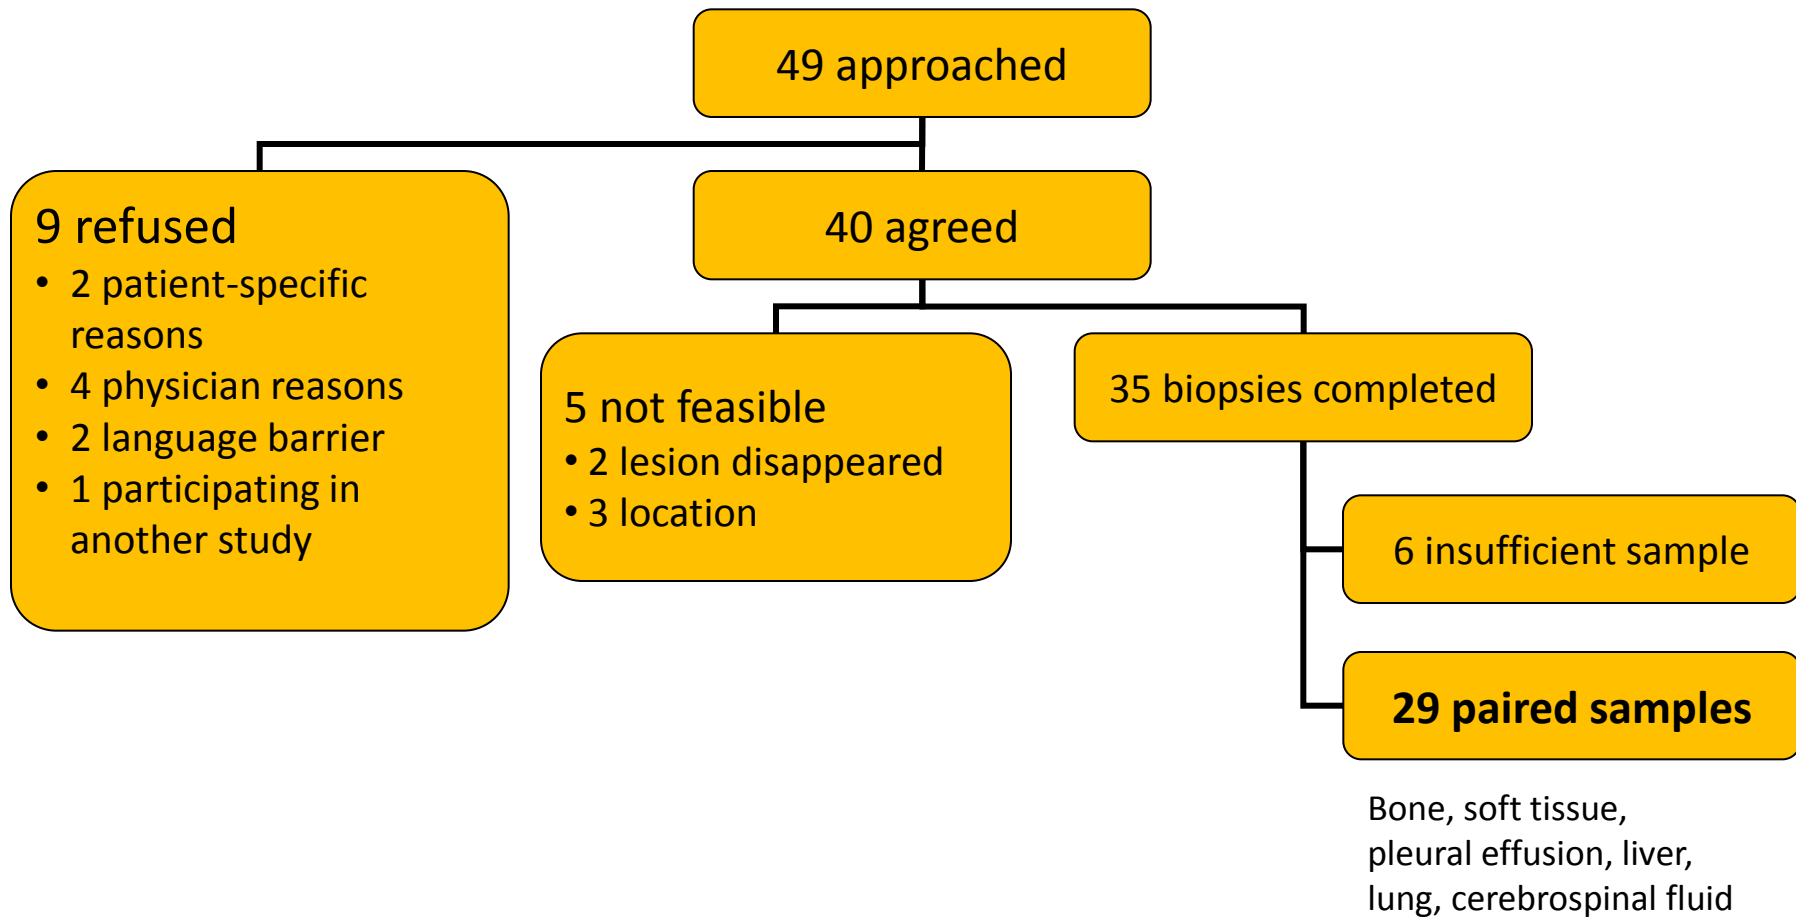 49 approached
9 refused
• 2 patient-specific
reasons
• 4 physician reasons
• 2 language barrier
• 1 participating in
another study
40 agreed
5 not feasible
• 2 lesion disappeared
• 3 location
35 biopsies completed
6 insufficient sample
29 paired samples
Bone, soft tissue,
pleural effusion, liver,
lung, cerebrospinal fluid